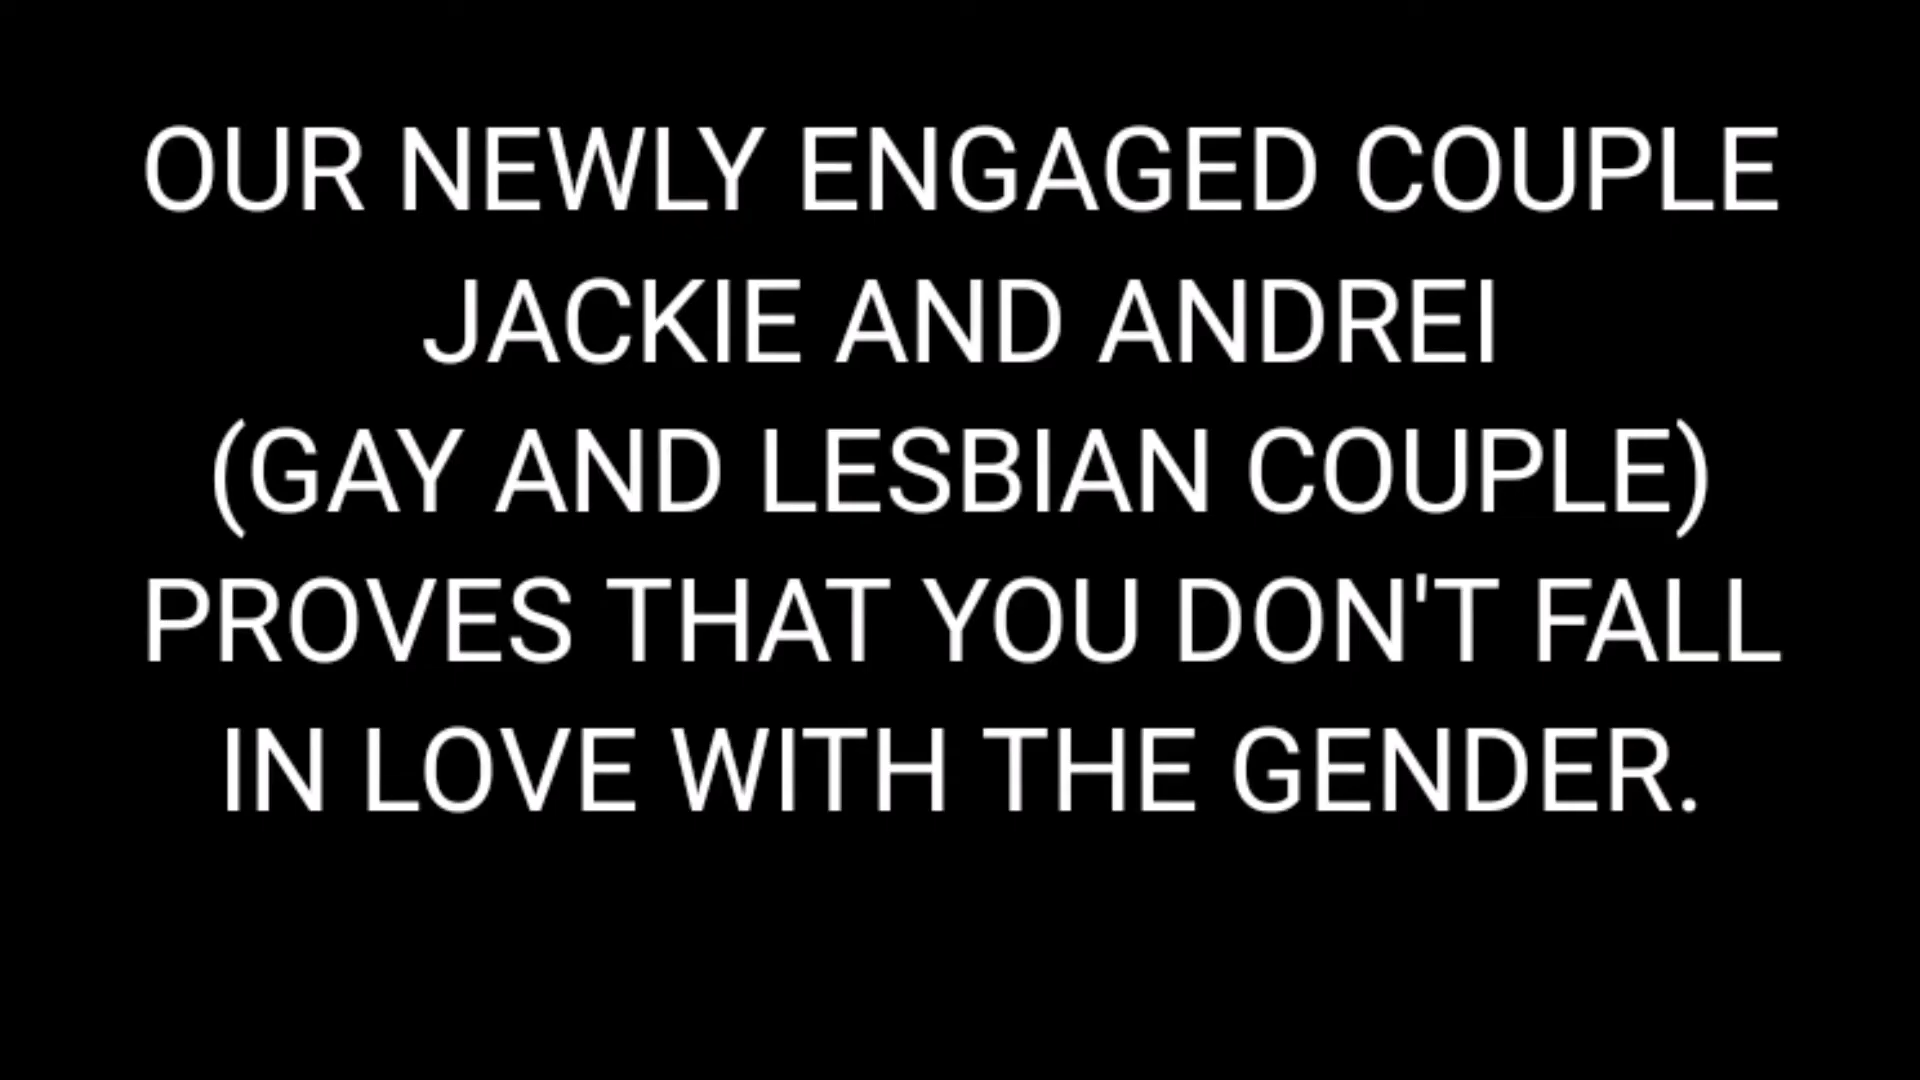 OUR NEWLY ENGAGED COUPLE
JACKIE AND ANDREI
(GAY AND LESBIAN COUPLE)
PROVES THAT YOU DON'T FALL
IN LOVE WITH THE GENDER.